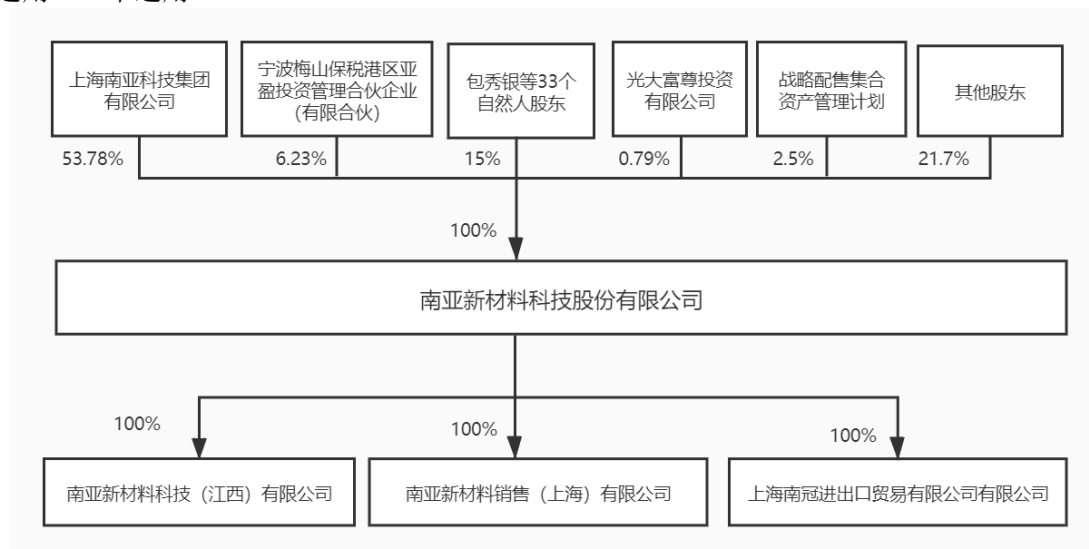 上海南亚科技集团
有限公司
宁波梅山保税港区亚
盈投资管理合伙企业
(有限合伙)
包秀银等33个
自然人股东
光大富尊投资
有限公司
战略配售集合
资产管理计划
其他股东
53.78%
6.23%
15%
0.79%
2.5%
21.7%
100%
南亚新材料科技股份有限公司
100%
100%
100%
南亚新材料科技（江西）有限公司
南亚新材料销售（上海）有限公司
上海南冠进出口贸易有限公司有限公司